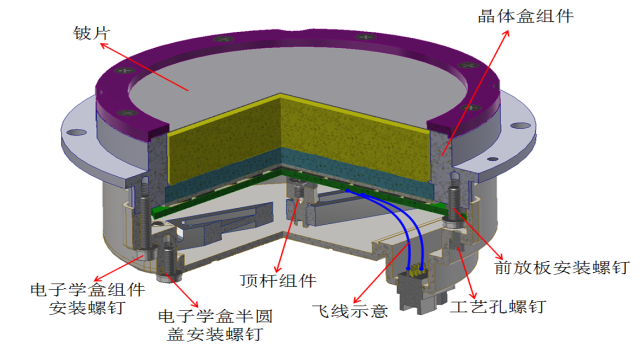 晶体盒组件
铍片
前放板安装螺钉
顶杆组件
电子学盒组件
安装螺钉
飞线示意
工艺孔螺钉
电子学盒半圆
盖安装螺钉